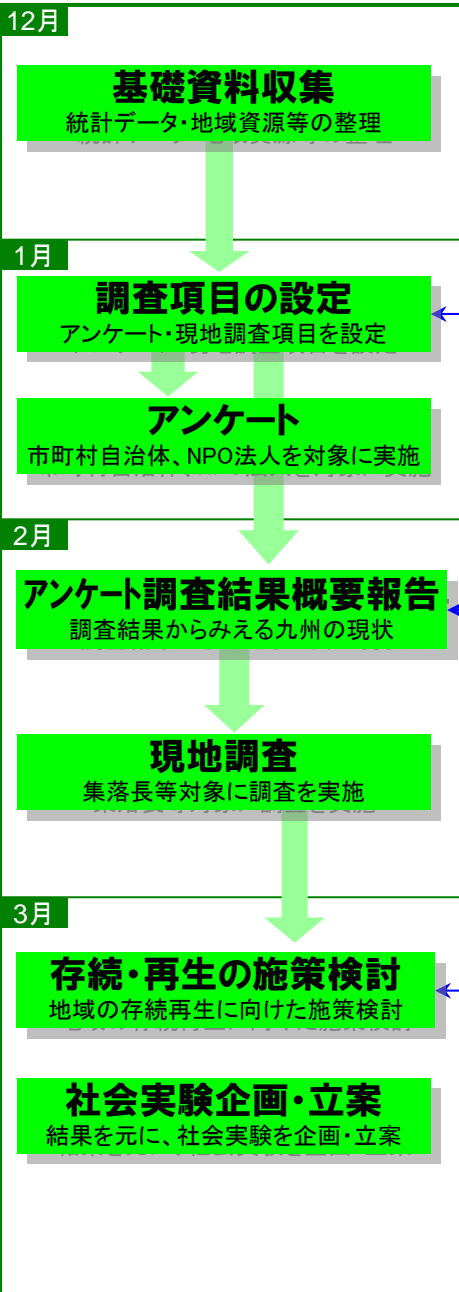 12月
基礎資料収集
統計データ・地域資源等の整理
1月
調査項目の設定
アンケート・現地調査項目を設定
アンケート
市町村自治体、NPO法人を対象に実施
2月
アンケート調査結果概要報告
調査結果からみえる九州の現状
現地調査
集落長等対象に調査を実施
3月
存続・再生の施策検討
地域の存続再生に向けた施策検討
社会実験企画・立案
結果を元に、社会実験を企画・立案